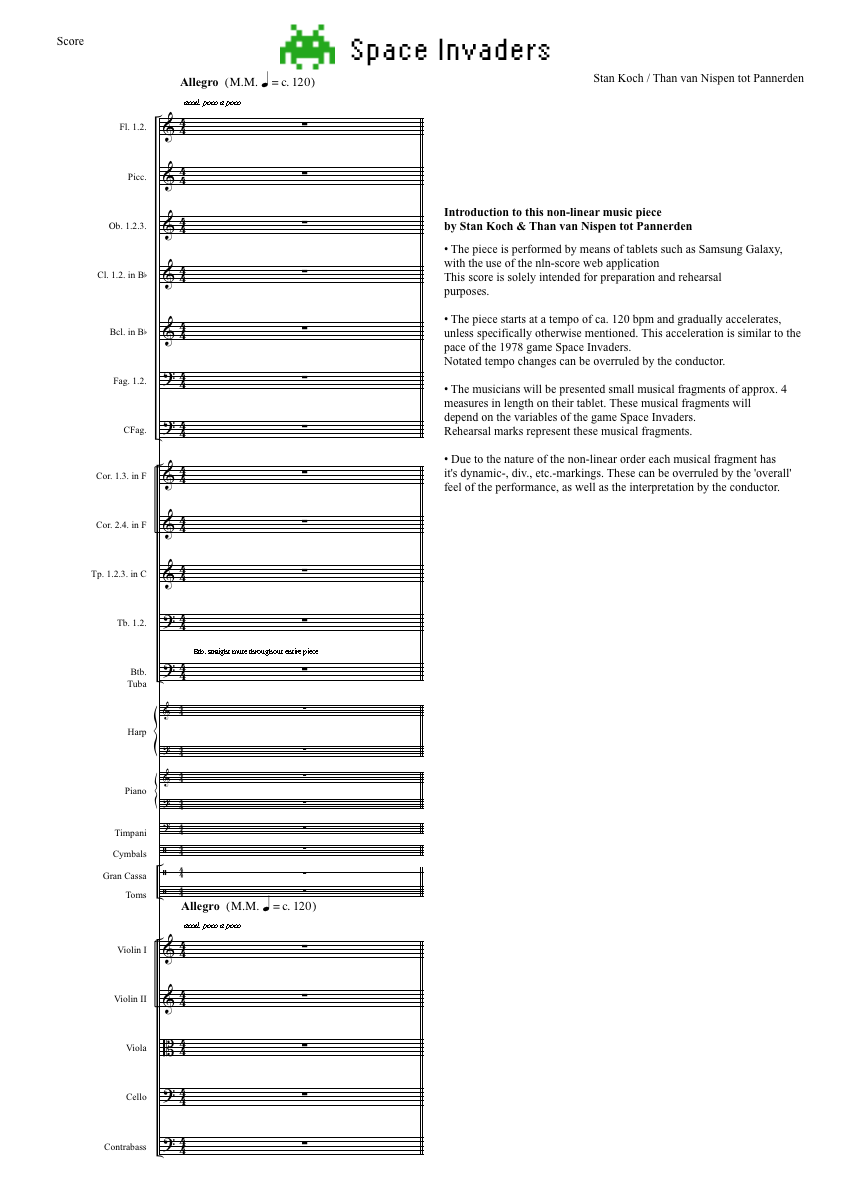 Score
Space Invaders
Stan Koch / Than van Nispen tot Pannerden
Allegro (M.M. ♩ = c. 120)
accel. poco a poco
Fl. 1.2.
Picc.
Ob. 1.2.3.
Cl. 1.2. in B♭
Bcl. in B♭
Fag. 1.2.
CFag.
Cor. 1.3. in F
Cor. 2.4. in F
Tp. 1.2.3. in C
Tb. 1.2.
Btb. straight mute throughout entire piece
Btb.
Tuba
Harp
Piano
Timpani
Cymbals
Gran Cassa
Toms
Allegro (M.M. ♩ = c. 120)
accel. poco a poco
Violin I
Violin II
Viola
Cello
Contrabass
Introduction to this non-linear music piece
by Stan Koch & Than van Nispen tot Pannerden
• The piece is performed by means of tablets such as Samsung Galaxy,
with the use of the nln-score web application
This score is solely intended for preparation and rehearsal
purposes.
• The piece starts at a tempo of ca. 120 bpm and gradually accelerates,
unless specifically otherwise mentioned. This acceleration is similar to the
pace of the 1978 game Space Invaders.
Notated tempo changes can be overruled by the conductor.
• The musicians will be presented small musical fragments of approx. 4
measures in length on their tablet. These musical fragments will
depend on the variables of the game Space Invaders.
Rehearsal marks represent these musical fragments.
• Due to the nature of the non-linear order each musical fragment has
it's dynamic-, div., etc.-markings. These can be overruled by the 'overall'
feel of the performance, as well as the interpretation by the conductor.